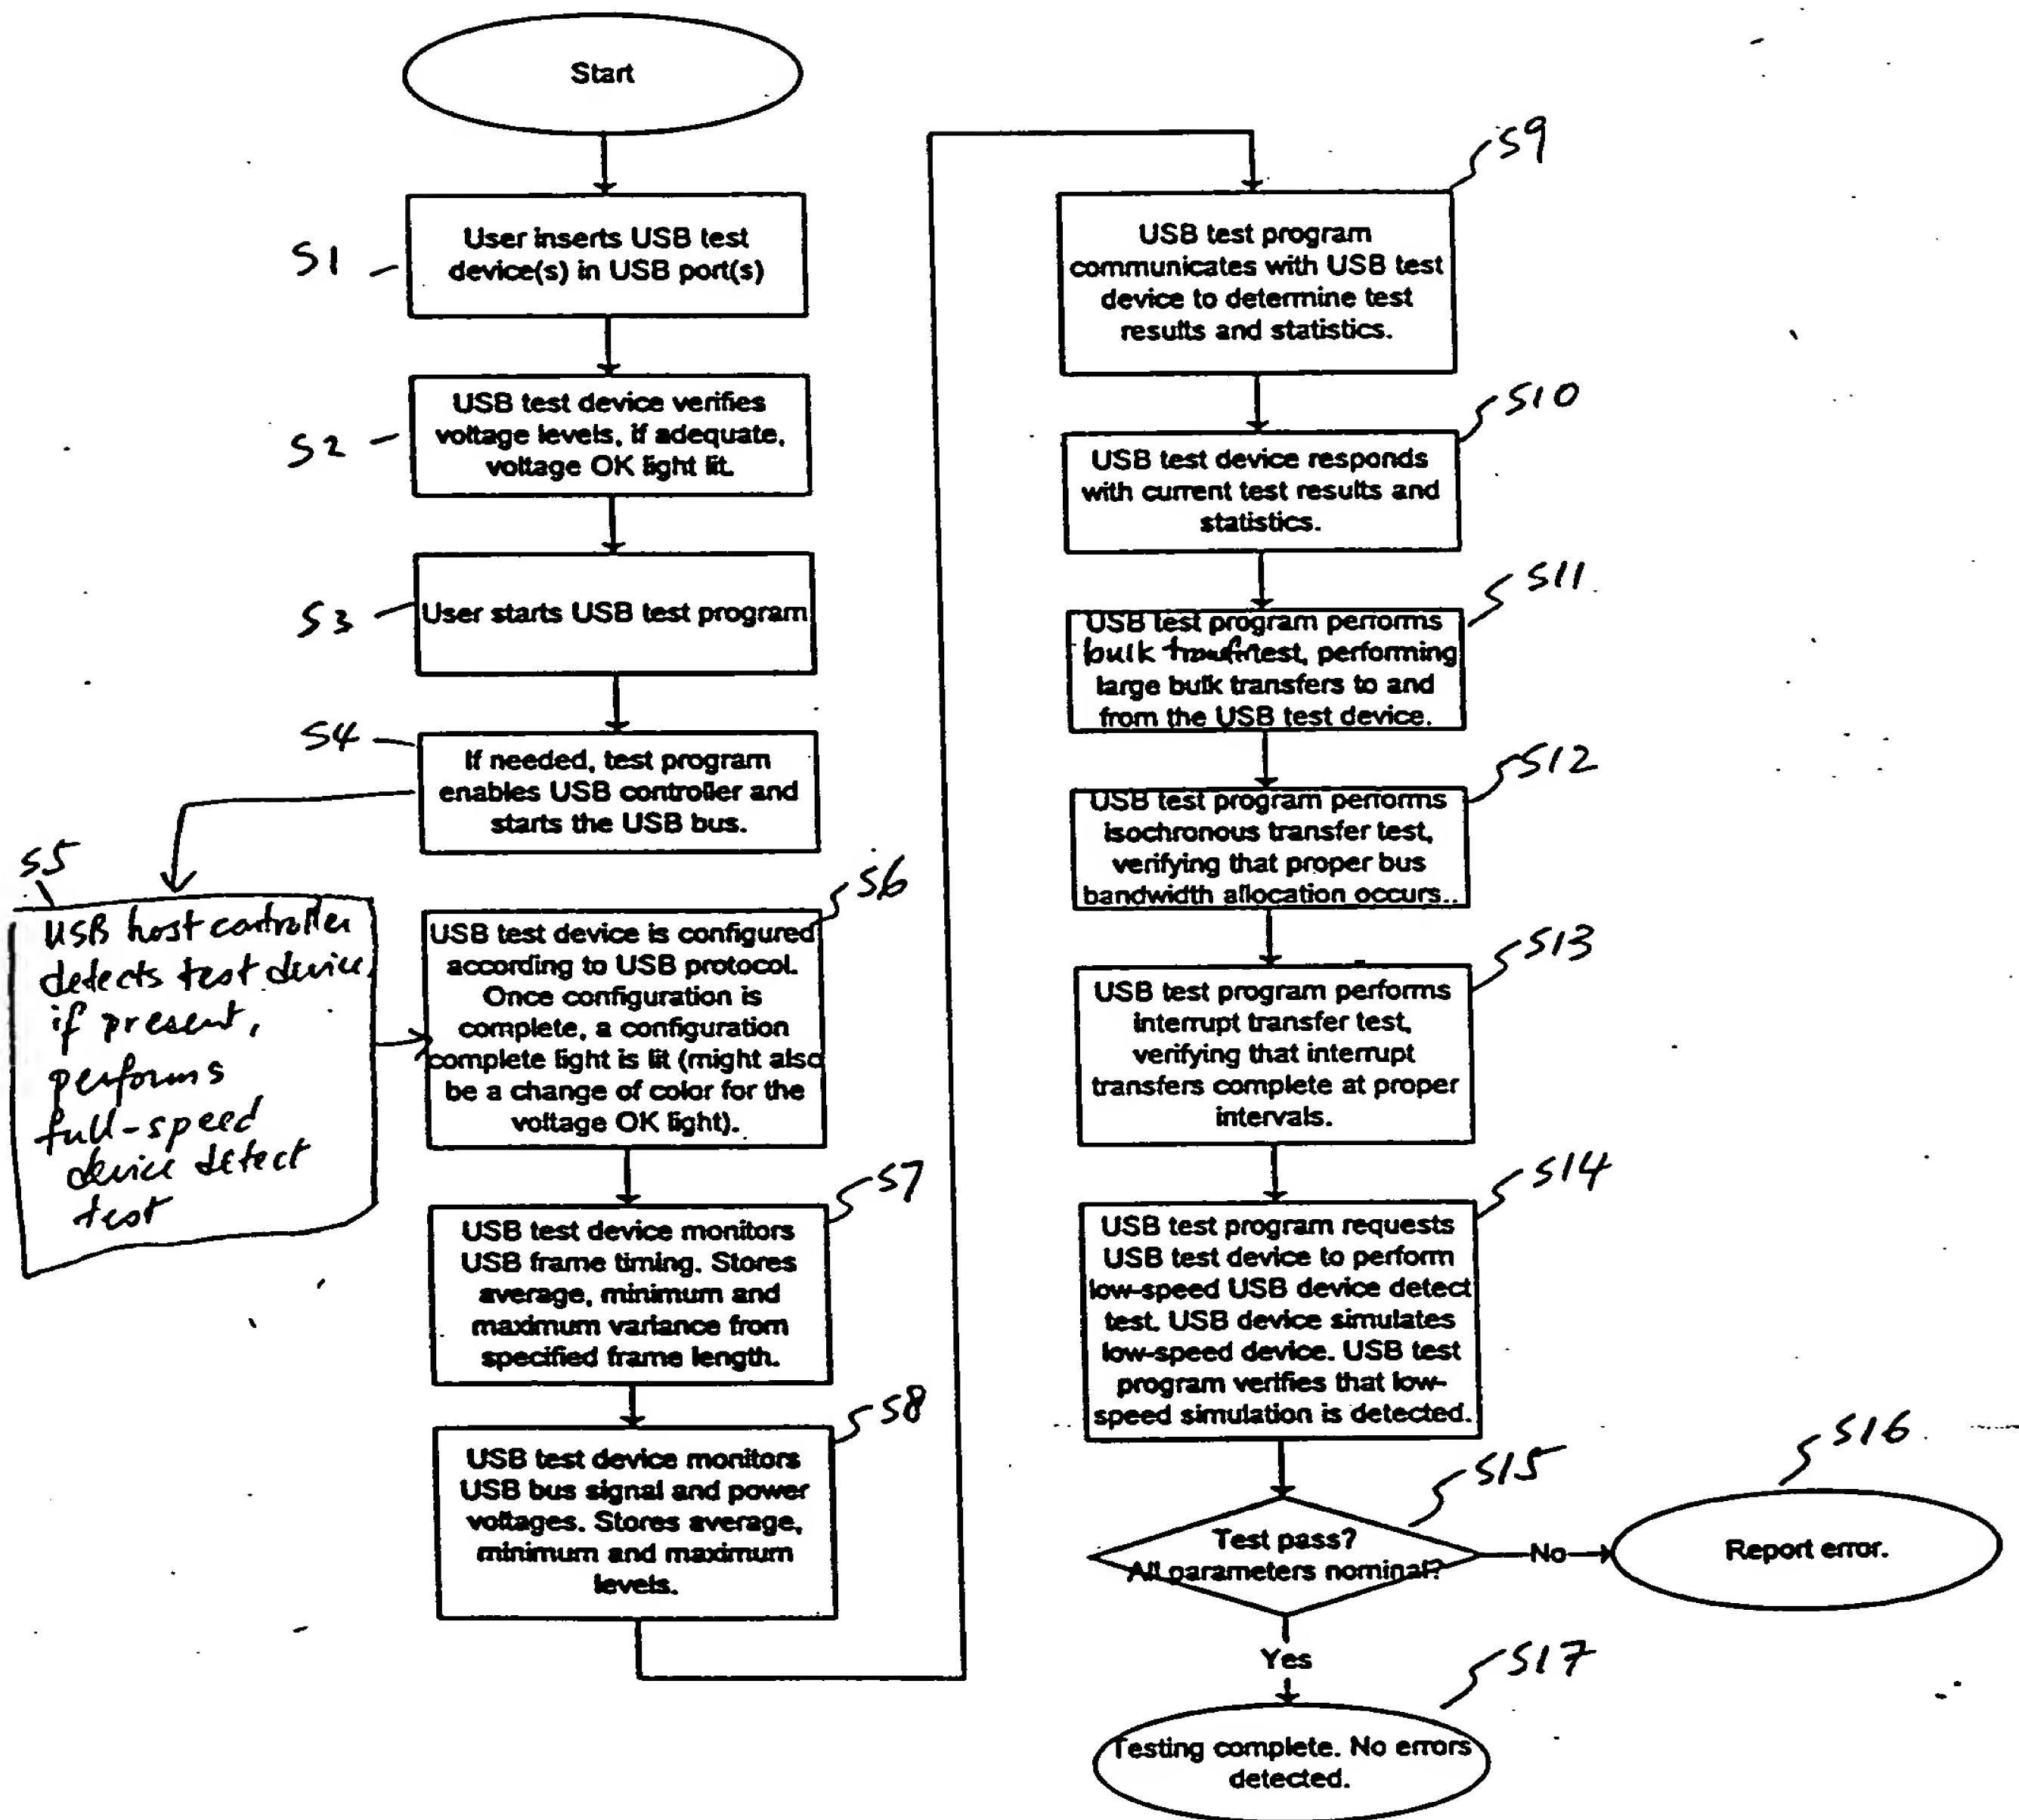 Start
S1
User inserts USB test
device(s) in USB port(s)
S2
USB test device verifies
voltage levels, if adequate,
voltage OK light lit.
S3
User starts USB test program
S4
If needed, test program
enables USB controller and
starts the USB bus.
S5
USB host controller
detects test device,
if present,
performs
full-speed
device detect
test
S6
USB test device is configured
according to USB protocol.
Once configuration is
complete, a configuration
complete light is lit (might also
be a change of color for the
voltage OK light).
S7
USB test device monitors
USB frame timing. Stores
average, minimum and
maximum variance from
specified frame length.
S8
USB test device monitors
USB bus signal and power
voltages. Stores average,
minimum and maximum
levels.
S9
USB test program
communicates with USB test
device to determine test
results and statistics.
S10
USB test device responds
with current test results and
statistics.
S11
USB test program performs
bulk transfer test, performing
large bulk transfers to and
from the USB test device.
S12
USB test program performs
isochronous transfer test,
verifying that proper bus
bandwidth allocation occurs..
S13
USB test program performs
interrupt transfer test,
verifying that interrupt
transfers complete at proper
intervals.
S14
USB test program requests
USB test device to perform
low-speed USB device detect
test. USB device simulates
low-speed device. USB test
program verifies that low-
speed simulation is detected.
S15
Test pass?
All parameters nominal?
No
S16
Report error.
Yes
S17
Testing complete. No errors
detected.